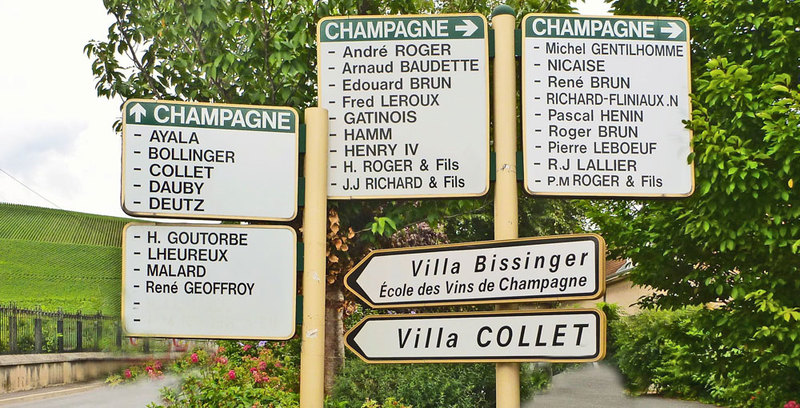 CHAMPAGNE
- AYALA
- BOLLINGER
- COLLET
- DAUBY
- DEUTZ
- H. GOUTORBE
- LHEUREUX
- MALARD
- René GEOFFROY
-
-
CHAMPAGNE
- André ROGER
- Arnaud BAUDETTE
- Edouard BRUN
- Fred LEROUX
- GATINOIS
- HAMM
- HENRY IV
- H. ROGER & Fils
- J.J RICHARD & Fils
CHAMPAGNE
- Michel GENTILHOMME
- NICAISE
- René BRUN
- RICHARD-FLINIAUX.N
- Pascal HENIN
- Roger BRUN
- Pierre LEBOEUF
- R.J LALLIER
- P.M ROGER & Fils
Villa Bissinger
École des Vins de Champagne
Villa COLLET